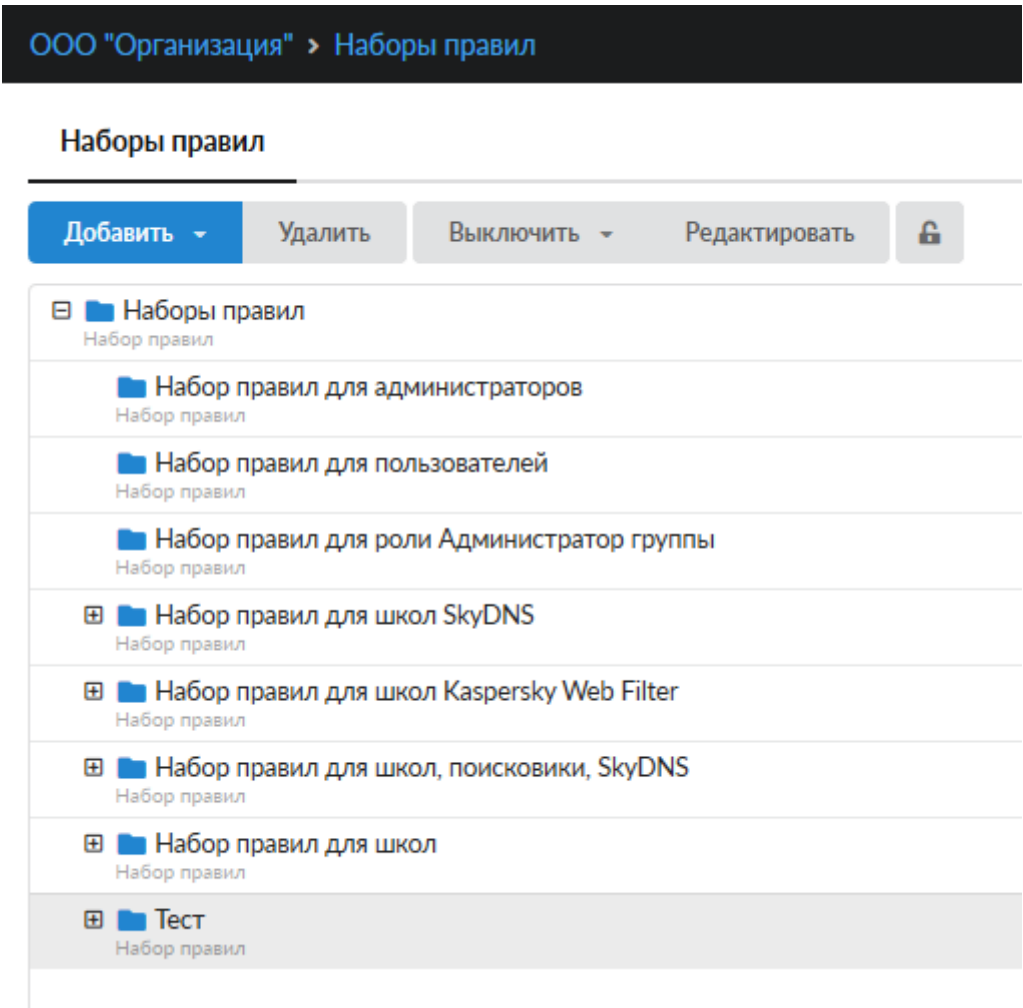 ООО "Организация" > Наборы правил
Наборы правил
Добавить Удалить Выключить Редактировать
Наборы правил
Набор правил
Набор правил для администраторов
Набор правил
Набор правил для пользователей
Набор правил
Набор правил для роли Администратор группы
Набор правил
Набор правил для школ SkyDNS
Набор правил
Набор правил для школ Kaspersky Web Filter
Набор правил
Набор правил для школ, поисковики, SkyDNS
Набор правил
Набор правил для школ
Набор правил
Тест
Набор правил